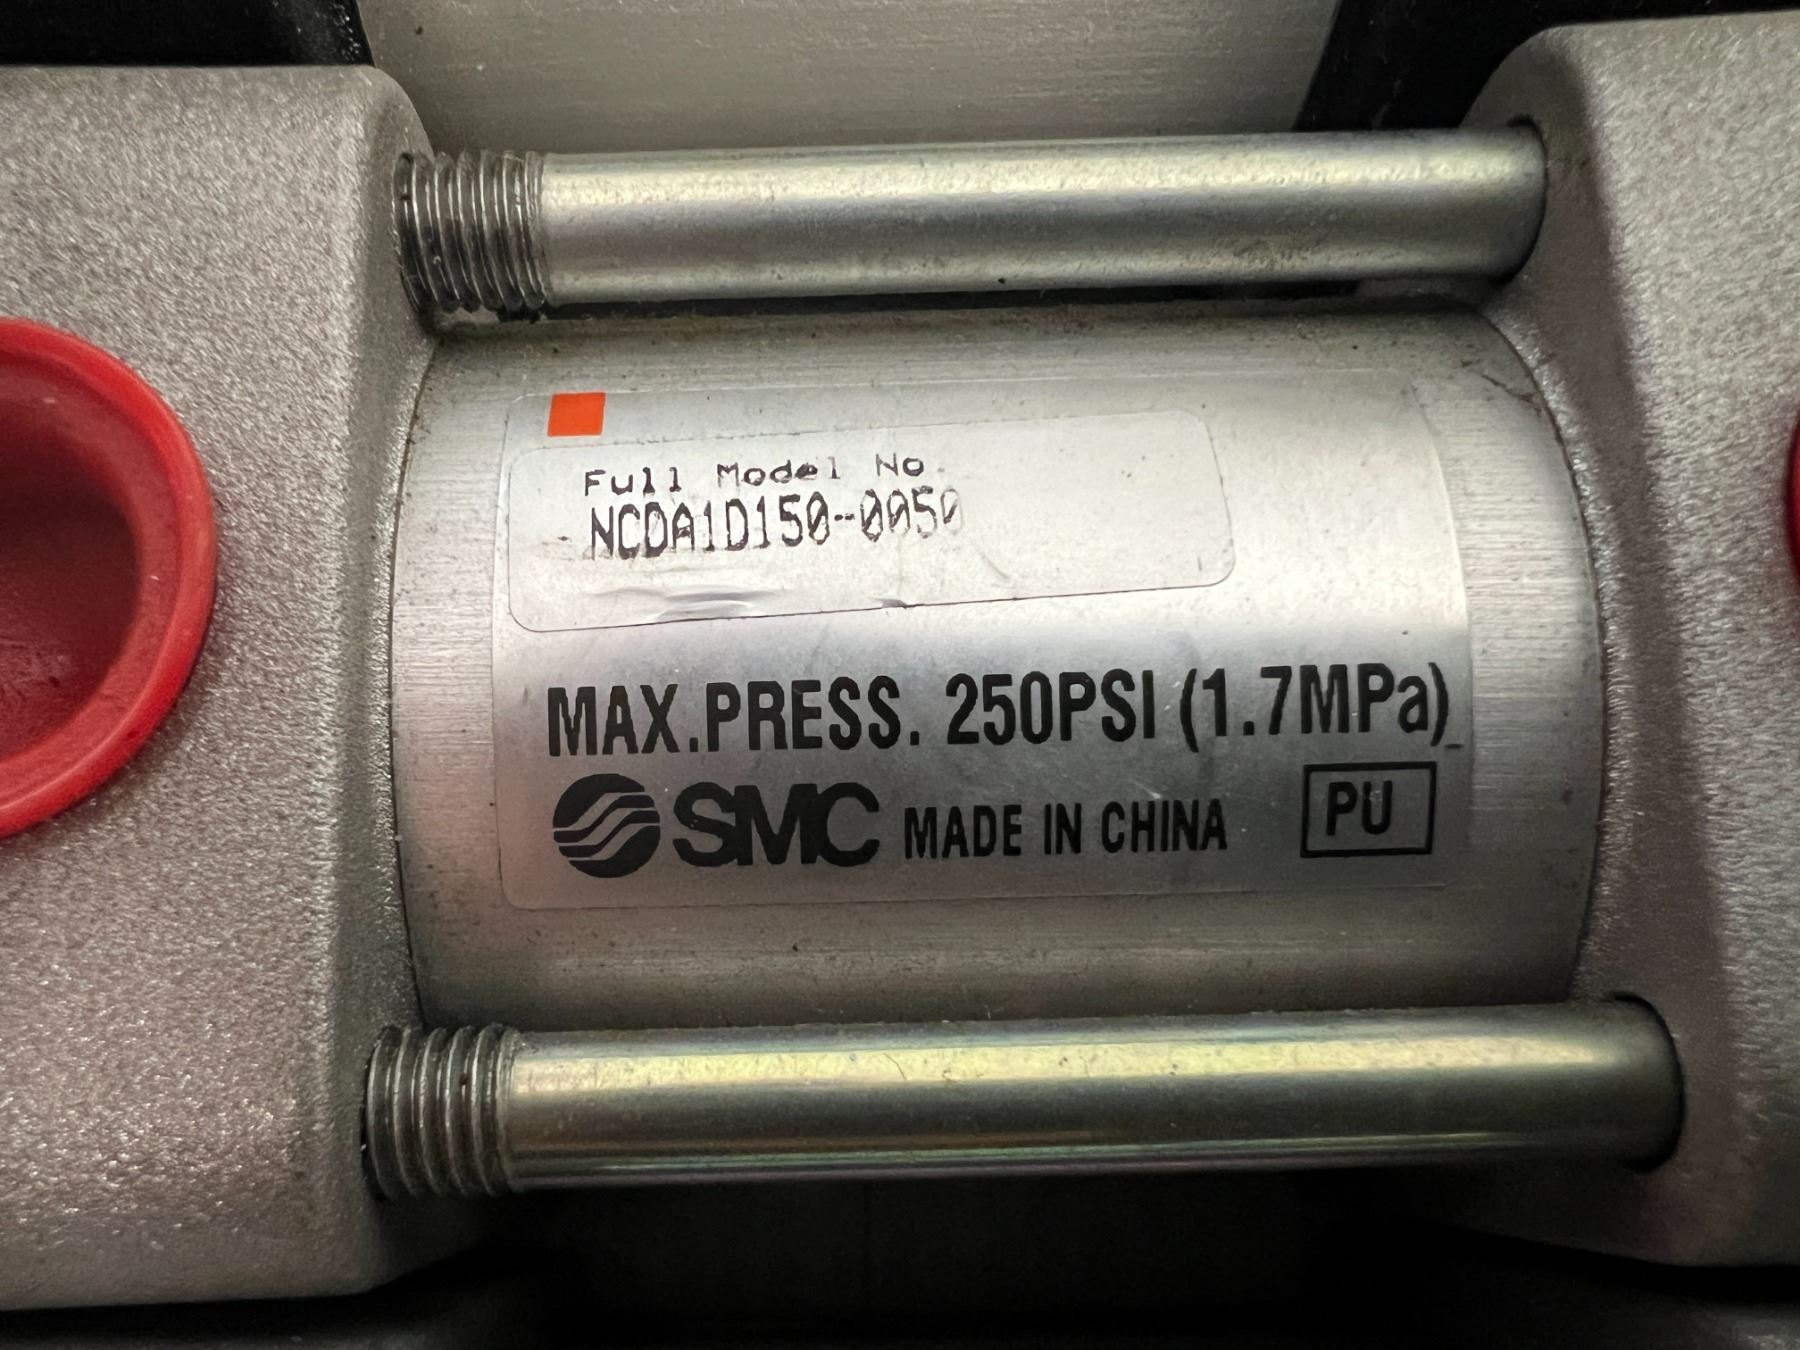 Full Model No.
NCDA1D150-0050
MAX.PRESS. 250PSI (1.7MPa)
SMC MADE IN CHINA PU